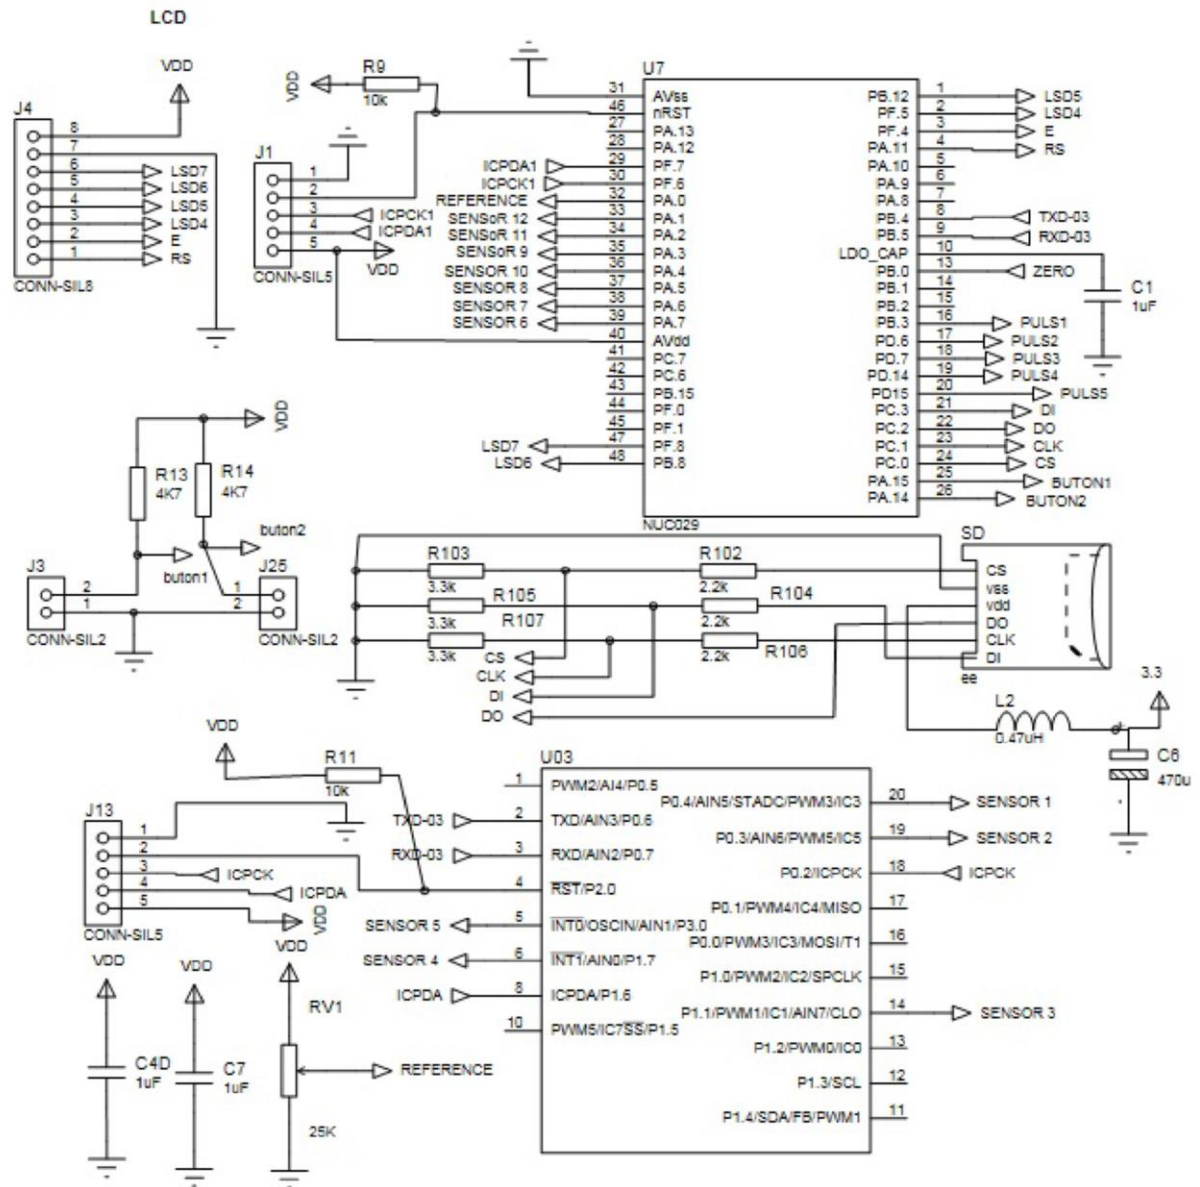 LCD
VDD
J4
8
7
6 LSD7
5 LSD6
4 LSD5
3 LSD4
2 E
1 RS
CONN-SIL8
VDD
R9
10k
J1
1
2
3 ICPCK1
4 ICPDA1
5
VDD
CONN-SIL5
U7
31 AVss
46 nRST
27 PA.13
28 PA.12
ICPDA1 29 PF.7
ICPCK1 30 PF.6
REFERENCE 32 PA.0
SENSoR 12 33 PA.1
SENSoR 11 34 PA.2
SENSoR 9 35 PA.3
SENSOR 10 36 PA.4
SENSOR 8 37 PA.5
SENSOR 7 38 PA.6
SENSOR 6 39 PA.7
40 AVdd
41 PC.7
42 PC.6
43 PB.15
44 PF.0
45 PF.1
LSD7 47 PF.8
LSD6 48 PB.8
NUC029
PB.12 1 LSD5
PF.5 2 LSD4
PF.4 3 E
PA.11 4 RS
PA.10 5
PA.9 6
PA.8 7
PB.4 8 TXD-03
PB.5 9 RXD-03
LDO_CAP 10
PB.0 13 ZERO
PB.1 14
PB.2 15
PB.3 16 PULS1
PD.6 17 PULS2
PD.7 18 PULS3
PD.14 19 PULS4
PD15 20 PULS5
PC.3 21 DI
PC.2 22 DO
PC.1 23 CLK
PC.0 24 CS
PA.15 25 BUTON1
PA.14 26 BUTON2
C1
1uF
VDD
R13
4K7
R14
4K7
buton2
buton1
J3
2
1
CONN-SIL2
J25
1
2
CONN-SIL2
R103
3.3k
R105
3.3k
R107
3.3k
R102
2.2k
R104
2.2k
R106
2.2k
CS
CLK
DI
DO
SD
CS
vss
vdd
DO
CLK
DI
ee
3.3
L2
0.47uH
C6
470u
VDD
R11
10k
J13
1
2
3 ICPCK
4 ICPDA
5
VDD
CONN-SIL5
U03
1 PWM2/AI4/P0.5
TXD-03 2 TXD/AIN3/P0.6
RXD-03 3 RXD/AIN2/P0.7
4 RST/P2.0
SENSOR 5 5 INT0/OSCIN/AIN1/P3.0
SENSOR 4 6 INT1/AIN0/P1.7
ICPDA 8 ICPDA/P1.6
10 PWM5/IC7SS/P1.5
P0.4/AIN5/STADC/PWM3/IC3 20 SENSOR 1
P0.3/AIN6/PWM5/IC5 19 SENSOR 2
P0.2/ICPCK 18 ICPCK
P0.1/PWM4/IC4/MISO 17
P0.0/PWM3/IC3/MOSI/T1 16
P1.0/PWM2/IC2/SPCLK 15
P1.1/PWM1/IC1/AIN7/CLO 14 SENSOR 3
P1.2/PWM0/IC0 13
P1.3/SCL 12
P1.4/SDA/FB/PWM1 11
VDD
C4D
1uF
VDD
C7
1uF
VDD
RV1
REFERENCE
25K